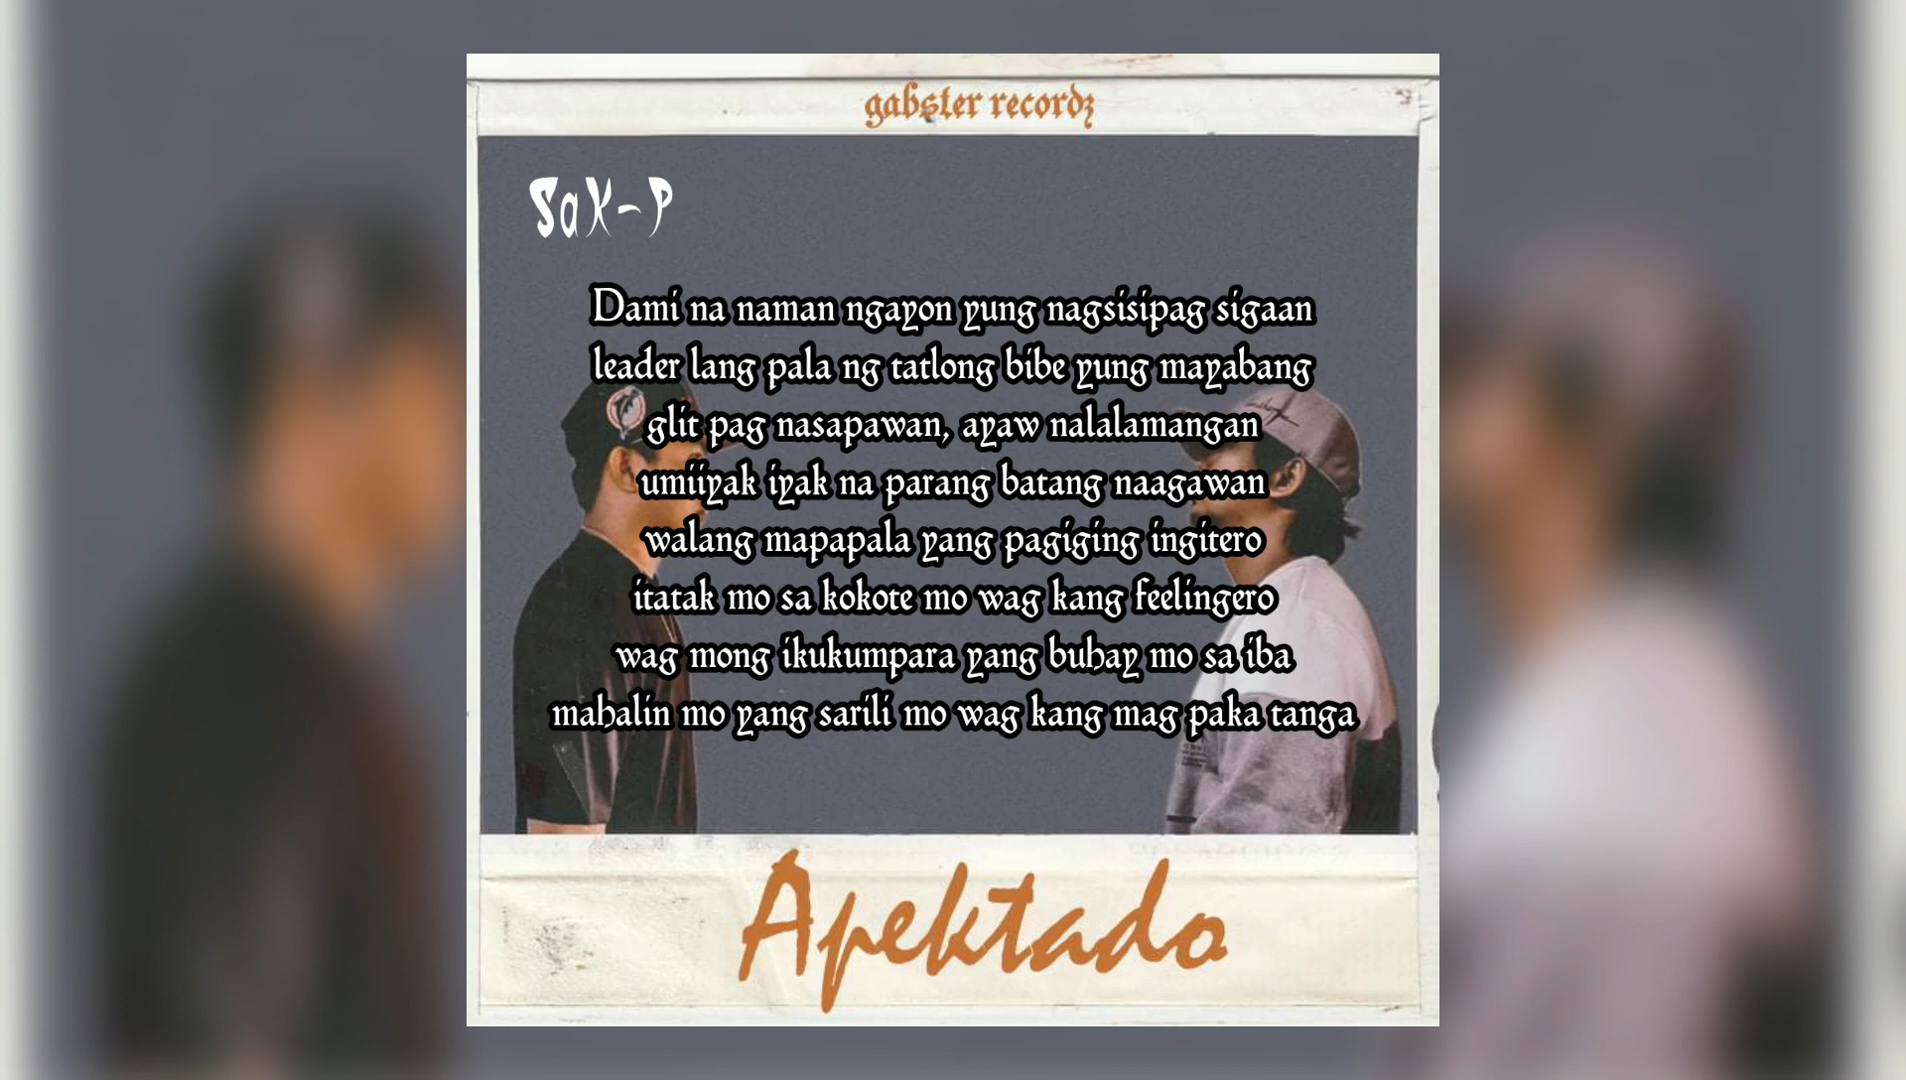 gabster recordz
SaK-P
Dami na naman ngayon yung nagsisipag sigaan
leader lang pala ng tatlong bibe yung mayabang
glit pag nasapawan, ayaw nalalamangan
umiiyak iyak na parang batang naagawan
walang mapapala yang pagiging ingitero
itatak mo sa kokote mo wag kang feelingero
wag mong ikukumpara yang buhay mo sa iba
mahalin mo yang sarili mo wag kang mag paka tanga
Apektado